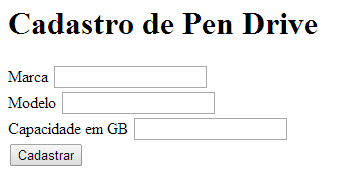 Cadastro de Pen Drive
Marca
Modelo
Capacidade em GB
Cadastrar